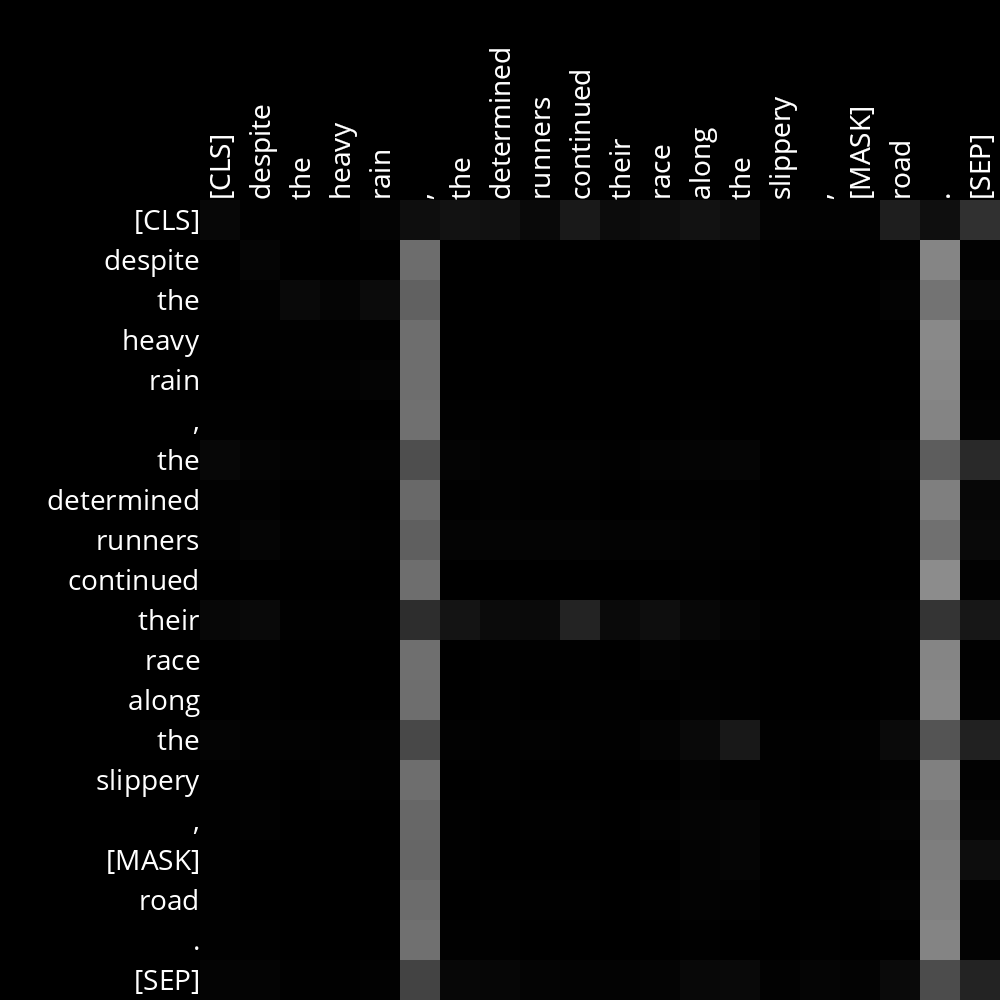 [CLS] despite the heavy rain , the determined runners continued their race along the slippery , [MASK] road . [SEP]
[CLS]
despite
the
heavy
rain
,
the
determined
runners
continued
their
race
along
the
slippery
,
[MASK]
road
.
[SEP]